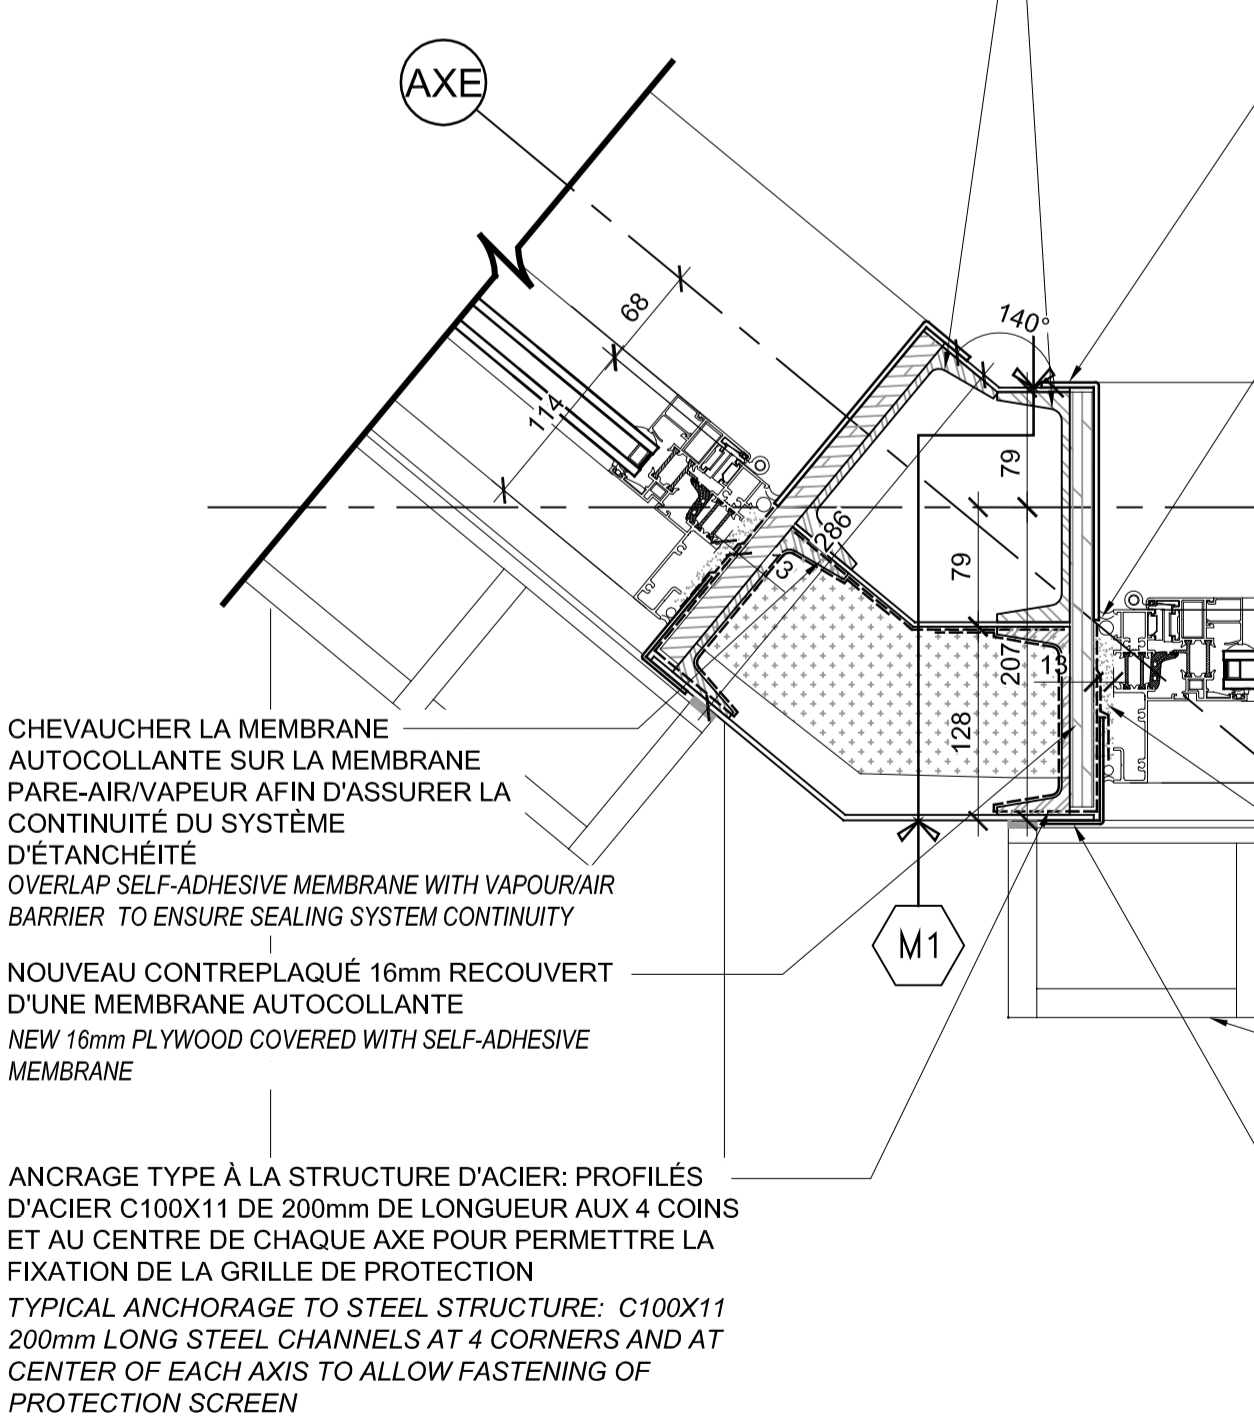 AXE
140°
68
114
79
286
13
79
207
13
128
M1
CHEVAUCHER LA MEMBRANE
AUTOCOLLANTE SUR LA MEMBRANE
PARE-AIR/VAPEUR AFIN D'ASSURER LA
CONTINUITÉ DU SYSTÈME
D'ÉTANCHÉITÉ
OVERLAP SELF-ADHESIVE MEMBRANE WITH VAPOUR/AIR
BARRIER TO ENSURE SEALING SYSTEM CONTINUITY
NOUVEAU CONTREPLAQUÉ 16mm RECOUVERT
D'UNE MEMBRANE AUTOCOLLANTE
NEW 16mm PLYWOOD COVERED WITH SELF-ADHESIVE
MEMBRANE
ANCRAGE TYPE À LA STRUCTURE D'ACIER: PROFILÉS
D'ACIER C100X11 DE 200mm DE LONGUEUR AUX 4 COINS
ET AU CENTRE DE CHAQUE AXE POUR PERMETTRE LA
FIXATION DE LA GRILLE DE PROTECTION
TYPICAL ANCHORAGE TO STEEL STRUCTURE: C100X11
200mm LONG STEEL CHANNELS AT 4 CORNERS AND AT
CENTER OF EACH AXIS TO ALLOW FASTENING OF
PROTECTION SCREEN